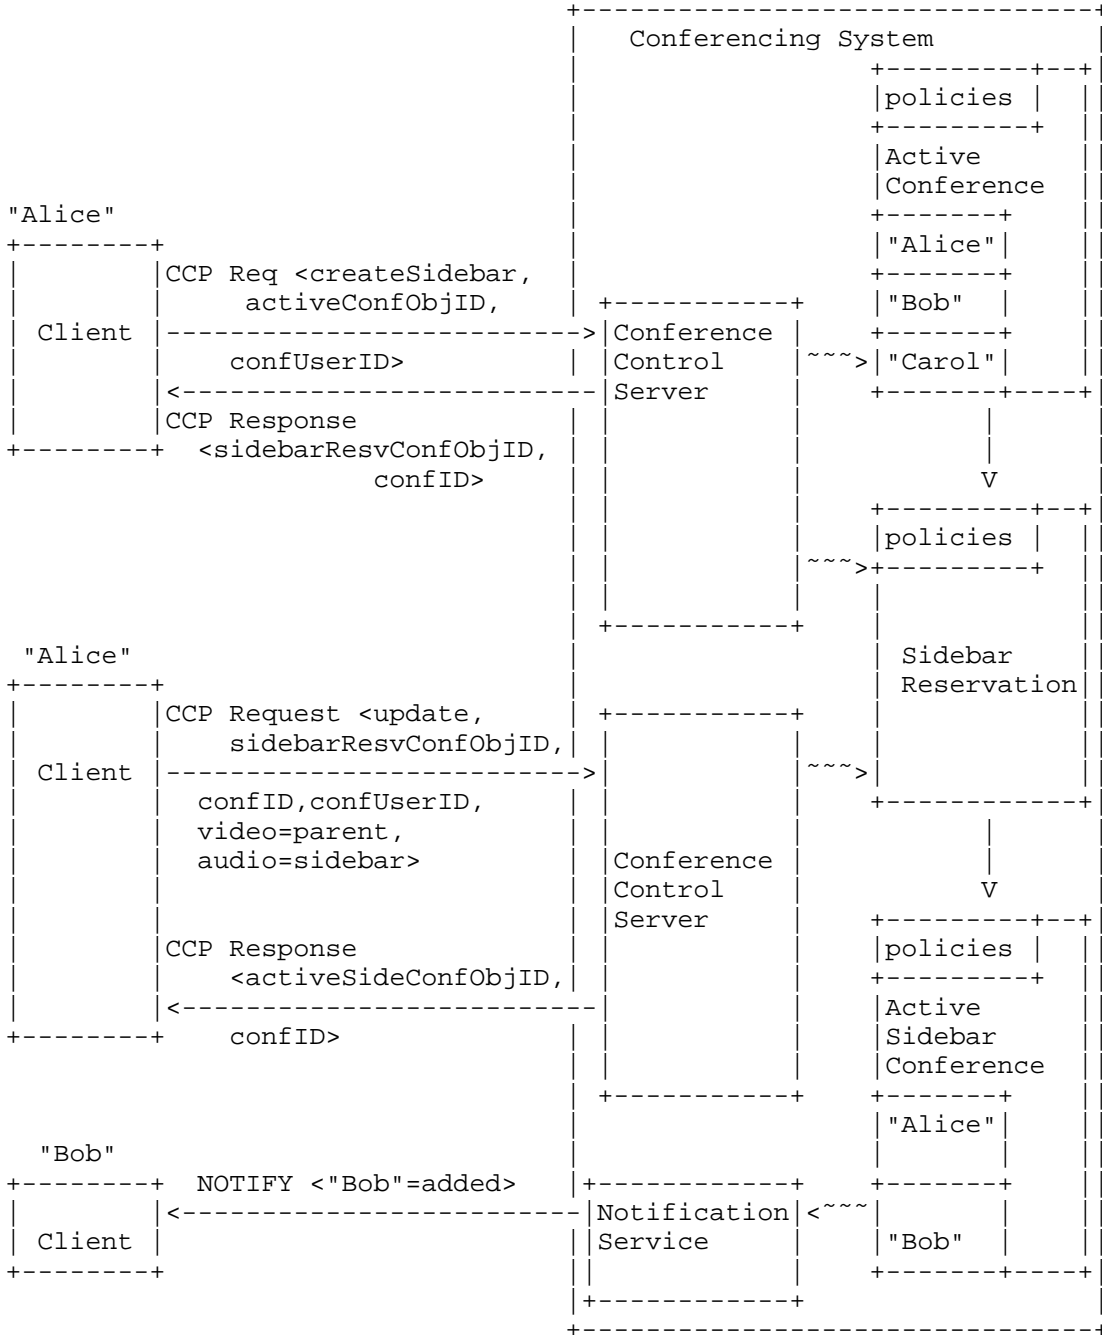 Conferencing System
policies
Active
Conference
"Alice"
"Alice"
CCP Req <createSidebar,
activeConfObjID,
"Bob"
Client
Conference
confUserID>
Control
~~~>
"Carol"
Server
CCP Response
<sidebarResvConfObjID,
confID>
V
policies
~~~>
"Alice"
Sidebar
Reservation
CCP Request <update,
sidebarResvConfObjID,
Client
~~~>
confID,confUserID,
video=parent,
audio=sidebar>
Conference
Control
V
Server
CCP Response
policies
<activeSideConfObjID,
Active
confID>
Sidebar
Conference
"Alice"
"Bob"
NOTIFY <"Bob"=added>
Notification
<~~~
Client
Service
"Bob"